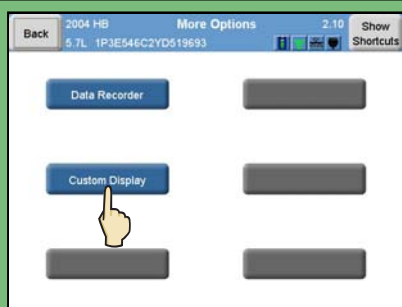 Back
2004 HB More Options 2.10
5.7L 1P3E546C2YD519693
Show
Shortcuts
Data Recorder
Custom Display